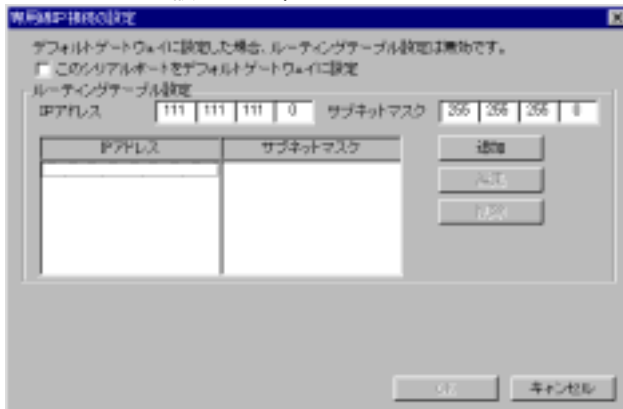 専用線IP接続の設定
デフォルトゲートウェイに設定した場合、ルーティングテーブル設定は無効です。
このシリアルポートをデフォルトゲートウェイに設定
ルーティングテーブル設定
IPアドレス 111 111 111 0 サブネットマスク 255 255 255 0
IPアドレス サブネットマスク 追加
OK キャンセル